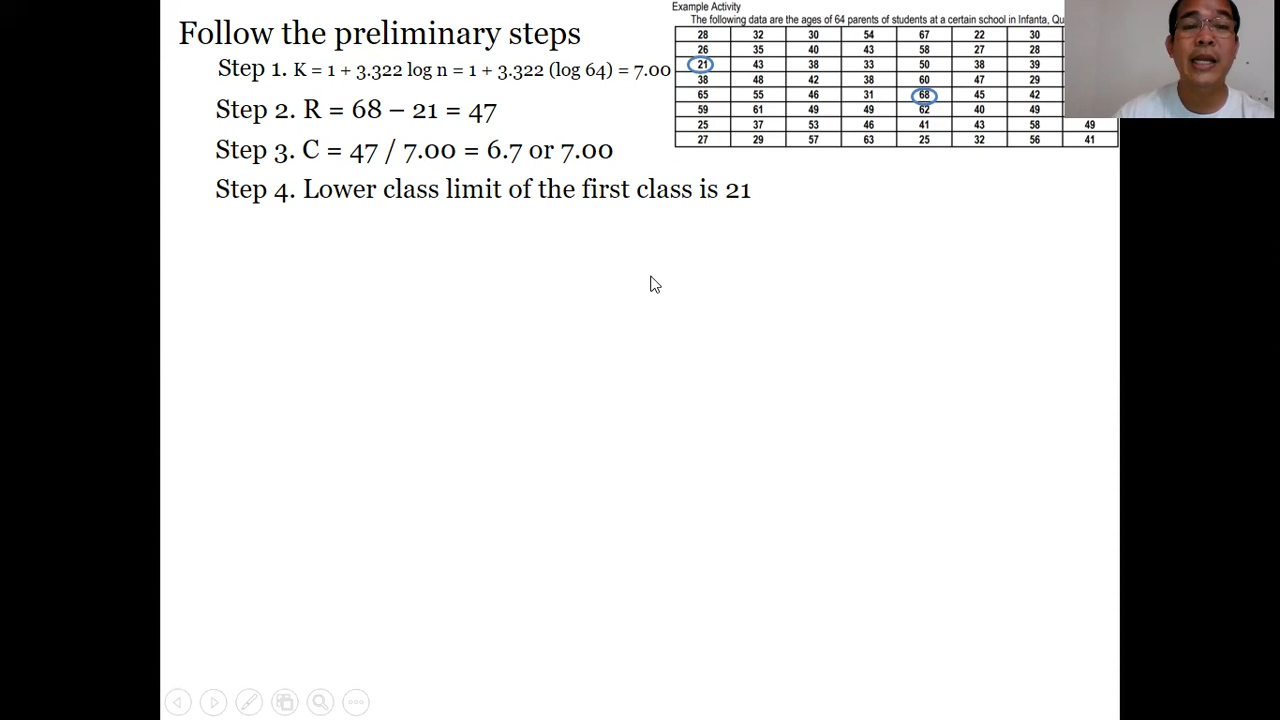 Follow the preliminary steps
Step 1. K = 1 + 3.322 log n = 1 + 3.322 (log 64) = 7.00
Step 2. R = 68 – 21 = 47
Step 3. C = 47 / 7.00 = 6.7 or 7.00
Step 4. Lower class limit of the first class is 21
Example Activity
The following data are the ages of 64 parents of students at a certain school in Infanta, Qu
28 32 30 54 67 22 30
26 35 40 43 58 27 28
21 43 38 33 50 38 39
38 48 42 38 60 47 29
65 55 46 31 68 45 42
59 61 49 49 62 40 49
25 37 53 46 41 43 58 49
27 29 57 63 25 32 56 41